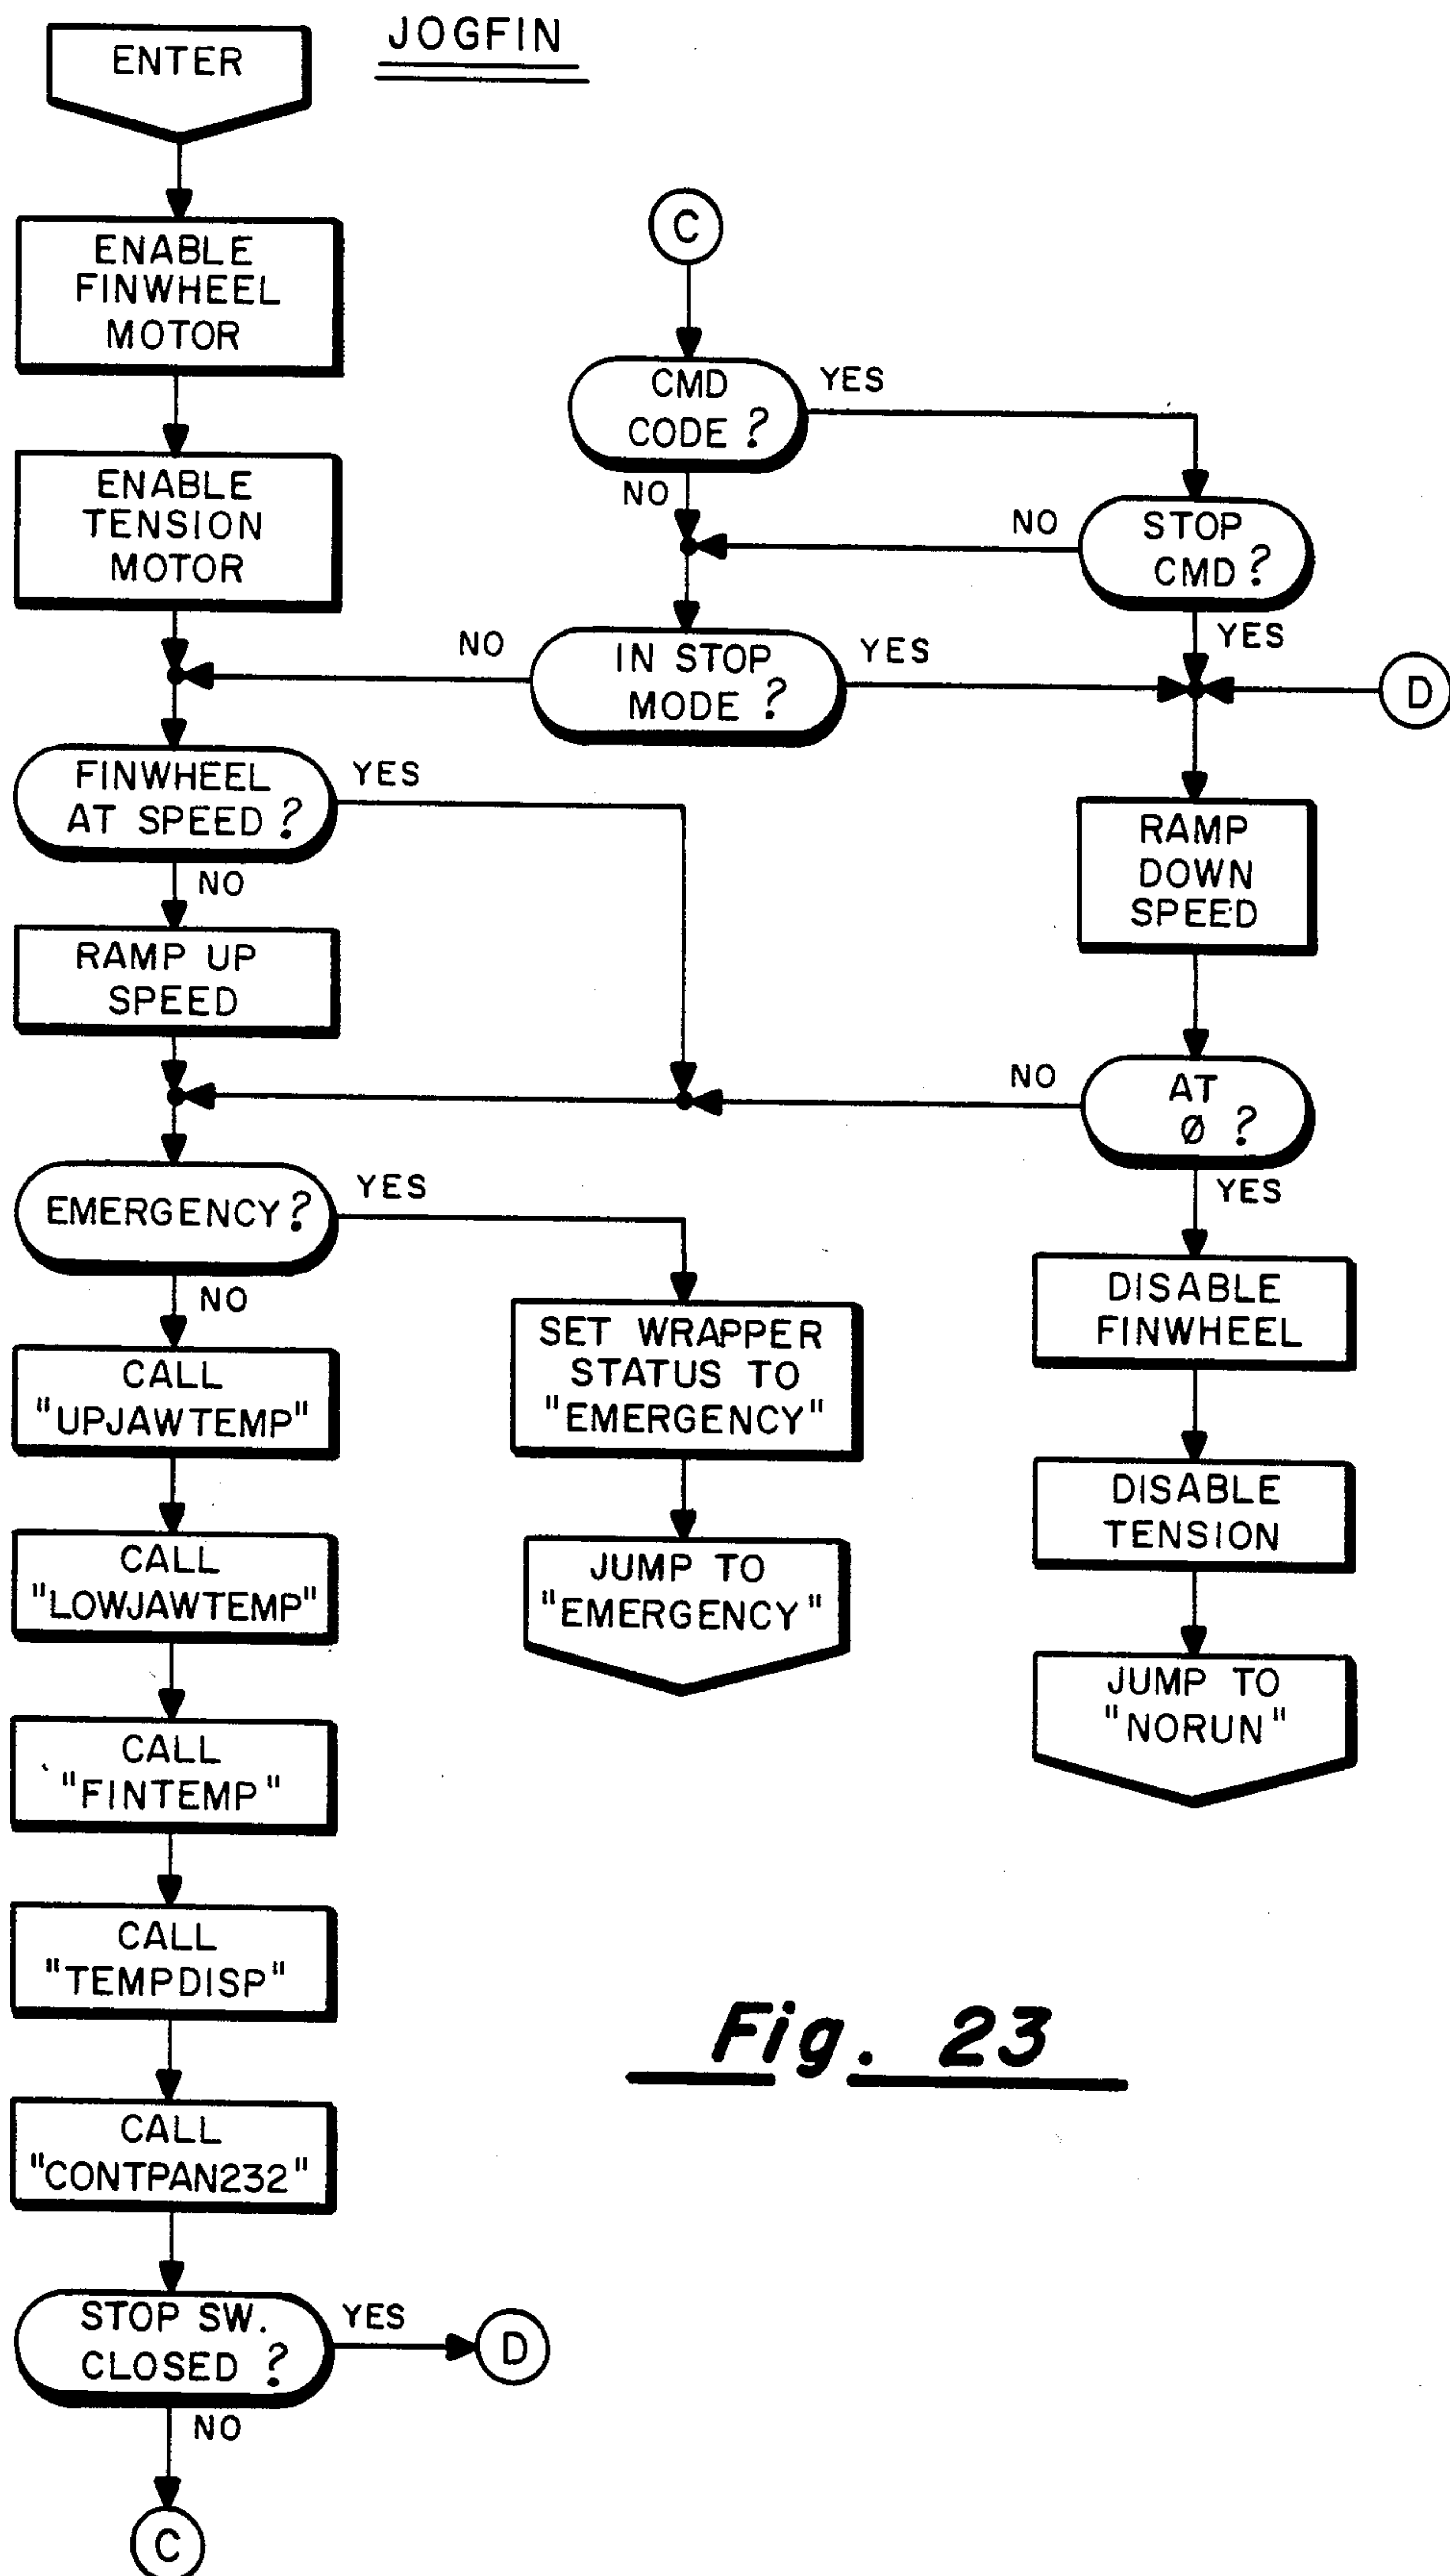 JOGFIN
ENTER
ENABLE
FINWHEEL
MOTOR
ENABLE
TENSION
MOTOR
FINWHEEL
AT SPEED ?
YES
NO
RAMP UP
SPEED
EMERGENCY ?
YES
NO
CALL
"UPJAWTEMP"
CALL
"LOWJAWTEMP"
CALL
"FINTEMP"
CALL
"TEMPDISP"
CALL
"CONTPAN232"
STOP SW.
CLOSED ?
YES
D
NO
C
C
CMD
CODE ?
YES
NO
STOP
CMD ?
NO
YES
IN STOP
MODE ?
NO
YES
D
RAMP
DOWN
SPEED
AT
Ø ?
NO
YES
SET WRAPPER
STATUS TO
"EMERGENCY"
JUMP TO
"EMERGENCY"
DISABLE
FINWHEEL
DISABLE
TENSION
JUMP TO
"NORUN"
Fig. 23